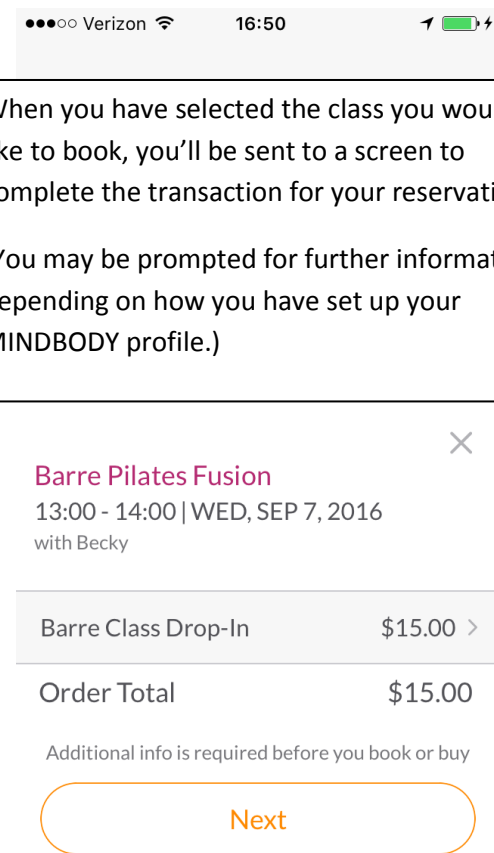 Verizon 16:50
When you have selected the class you wou
ke to book, you’ll be sent to a screen to
omplete the transaction for your reservati
You may be prompted for further informat
epending on how you have set up your
MINDBODY profile.)
Barre Pilates Fusion
13:00 - 14:00 | WED, SEP 7, 2016
with Becky
Barre Class Drop-In $15.00 >
Order Total $15.00
Additional info is required before you book or buy
Next